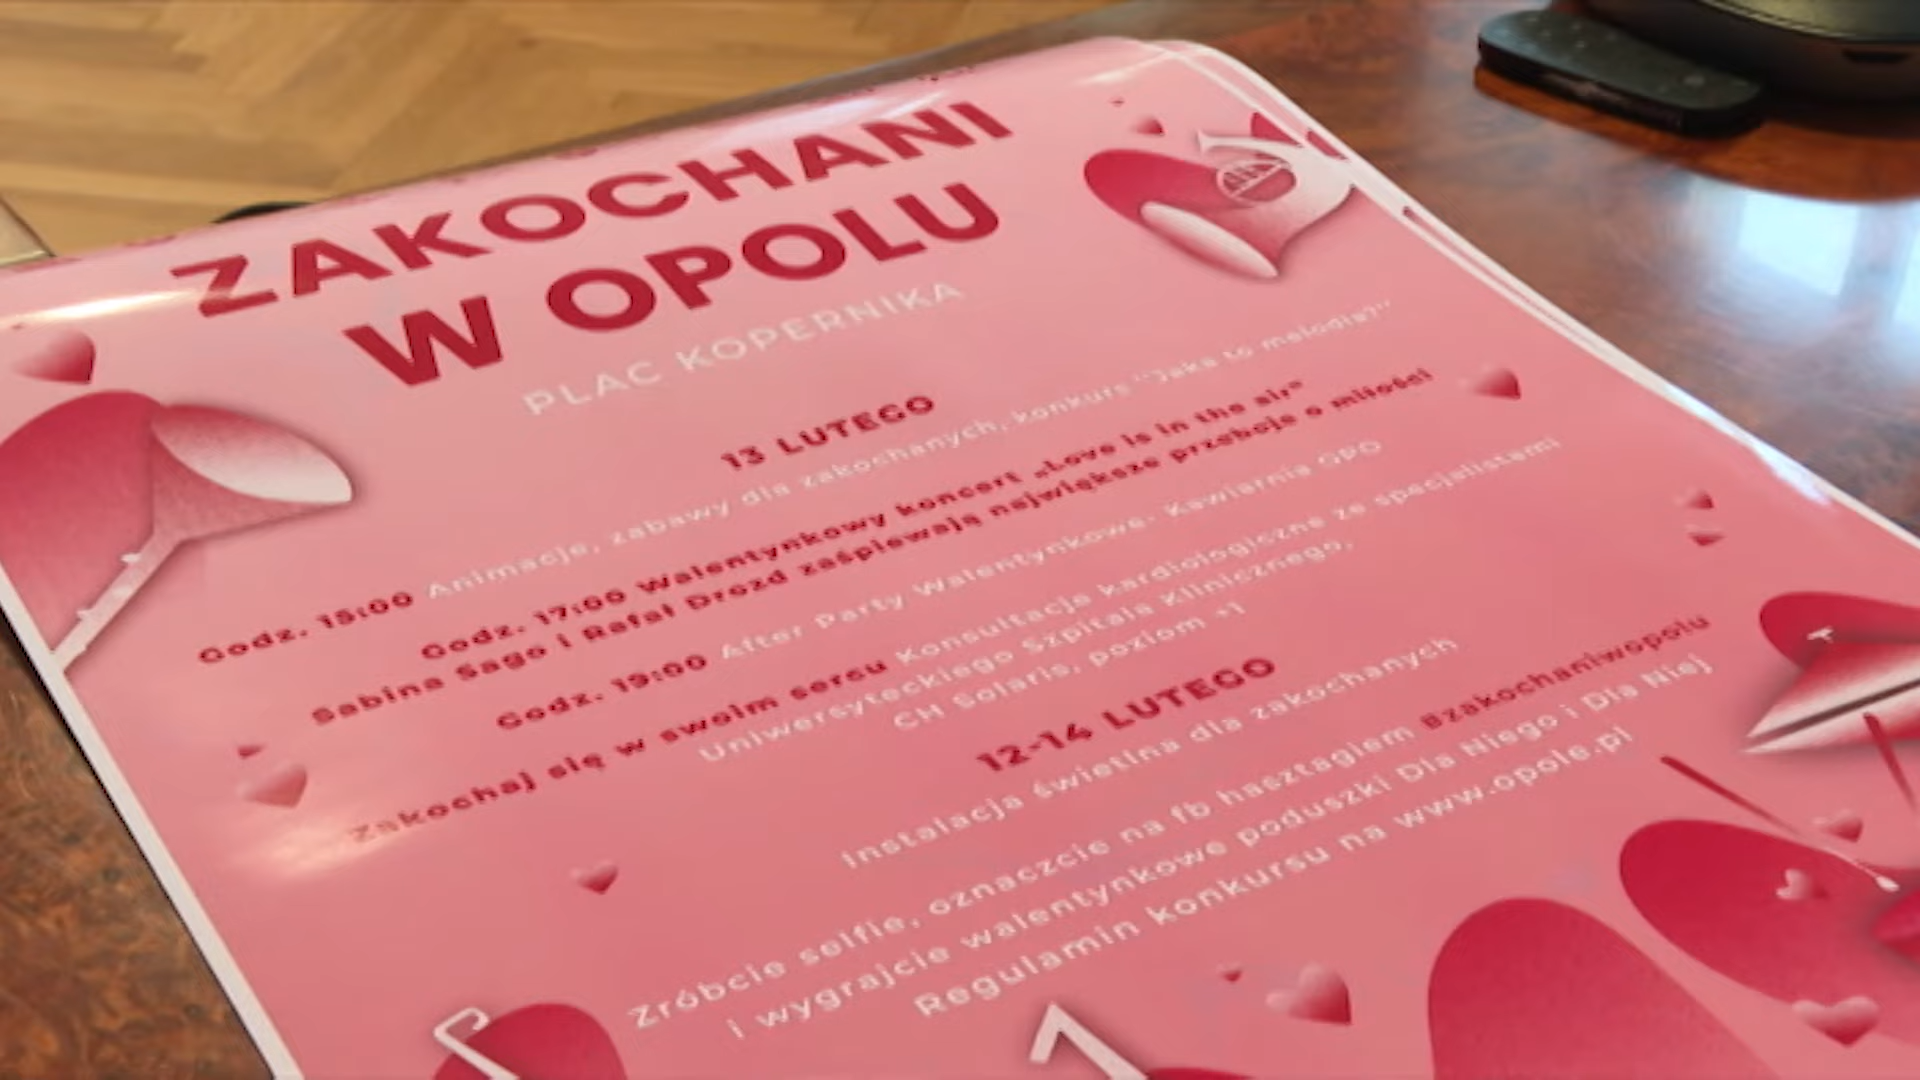 ZAKOCHANI
W OPOLU
PLAC KOPERNIKA
13 LUTEGO
Godz. 15:00 Animacje, zabawy dla zakochanych, konkurs "Jaka to melodia?"
Godz. 17:00 Walentynkowy koncert „Love is in the air"
Sabina Sago i Rafał Drozd zaśpiewają największe przeboje o miłości
Godz. 19:00 After Party Walentynkowe- Kawiarnia GPO
Zakochaj się w swoim sercu Konsultacje kardiologiczne ze specjalistami
Uniwersyteckiego Szpitala Klinicznego,
CH Solaris, poziom +1
12-14 LUTEGO
Instalacja świetlna dla zakochanych
Zróbcie selfie, oznaczcie na fb hasztagiem #zakochaniwopolu
i wygrajcie walentynkowe poduszki Dla Niego i Dla Niej
Regulamin konkursu na www.opole.pl